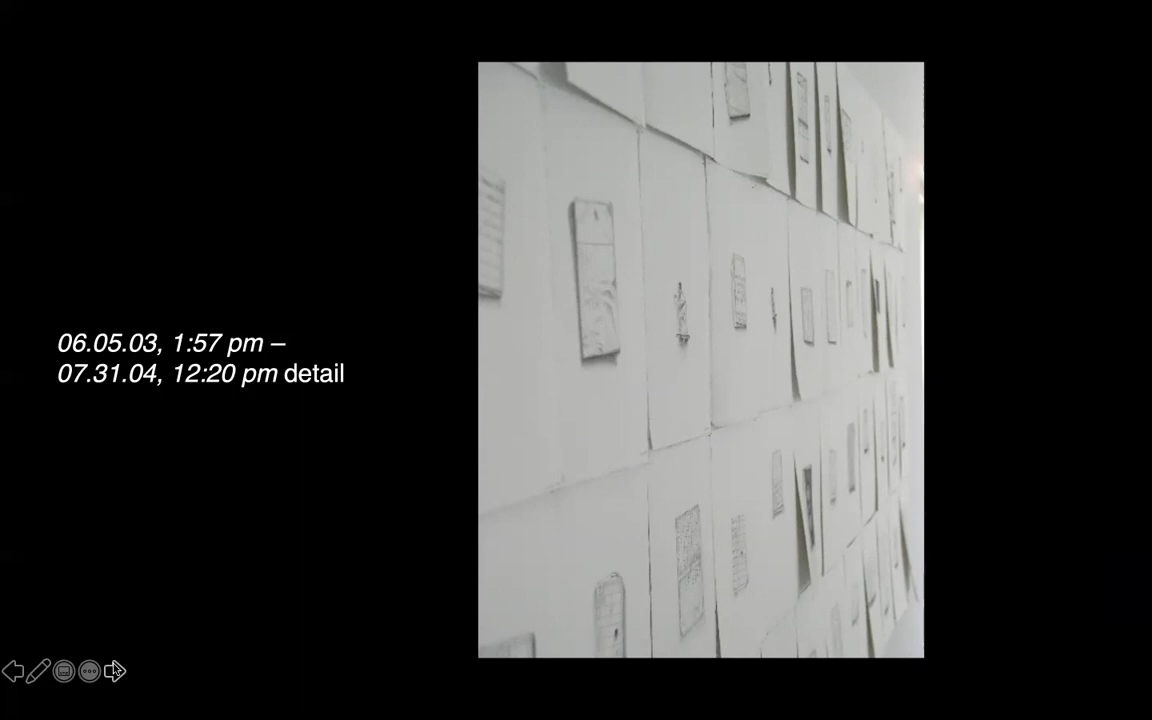 06.05.03, 1:57 pm –
07.31.04, 12:20 pm detail